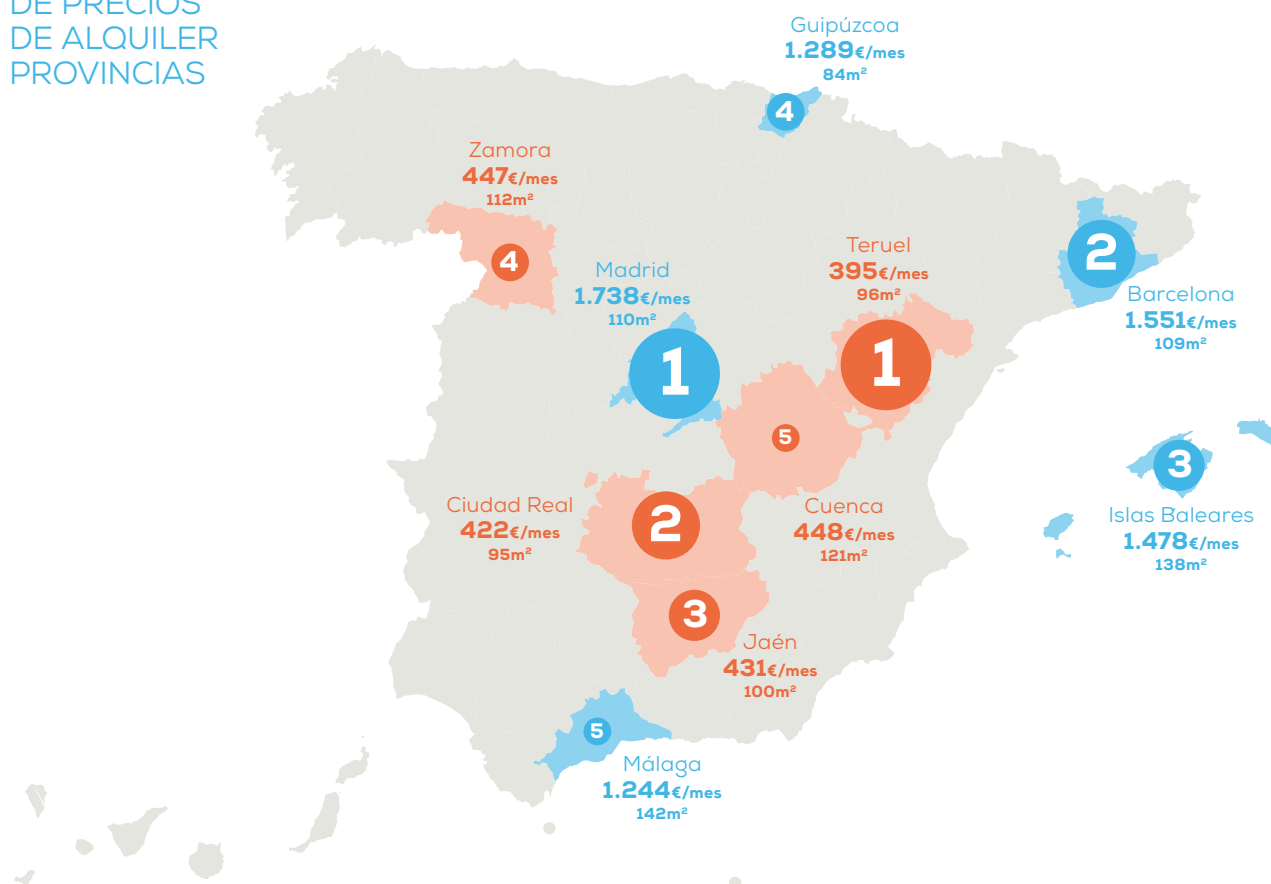 DE PRECIOS
DE ALQUILER
PROVINCIAS
Guipúzcoa
1.289€/mes
84m²
4
Zamora
447€/mes
112m²
4
Madrid
1.738€/mes
110m²
1
Teruel
395€/mes
96m²
1
2
Barcelona
1.551€/mes
109m²
5
Cuenca
448€/mes
121m²
3
Islas Baleares
1.478€/mes
138m²
Ciudad Real
422€/mes
95m²
2
3
Jaén
431€/mes
100m²
5
Málaga
1.244€/mes
142m²